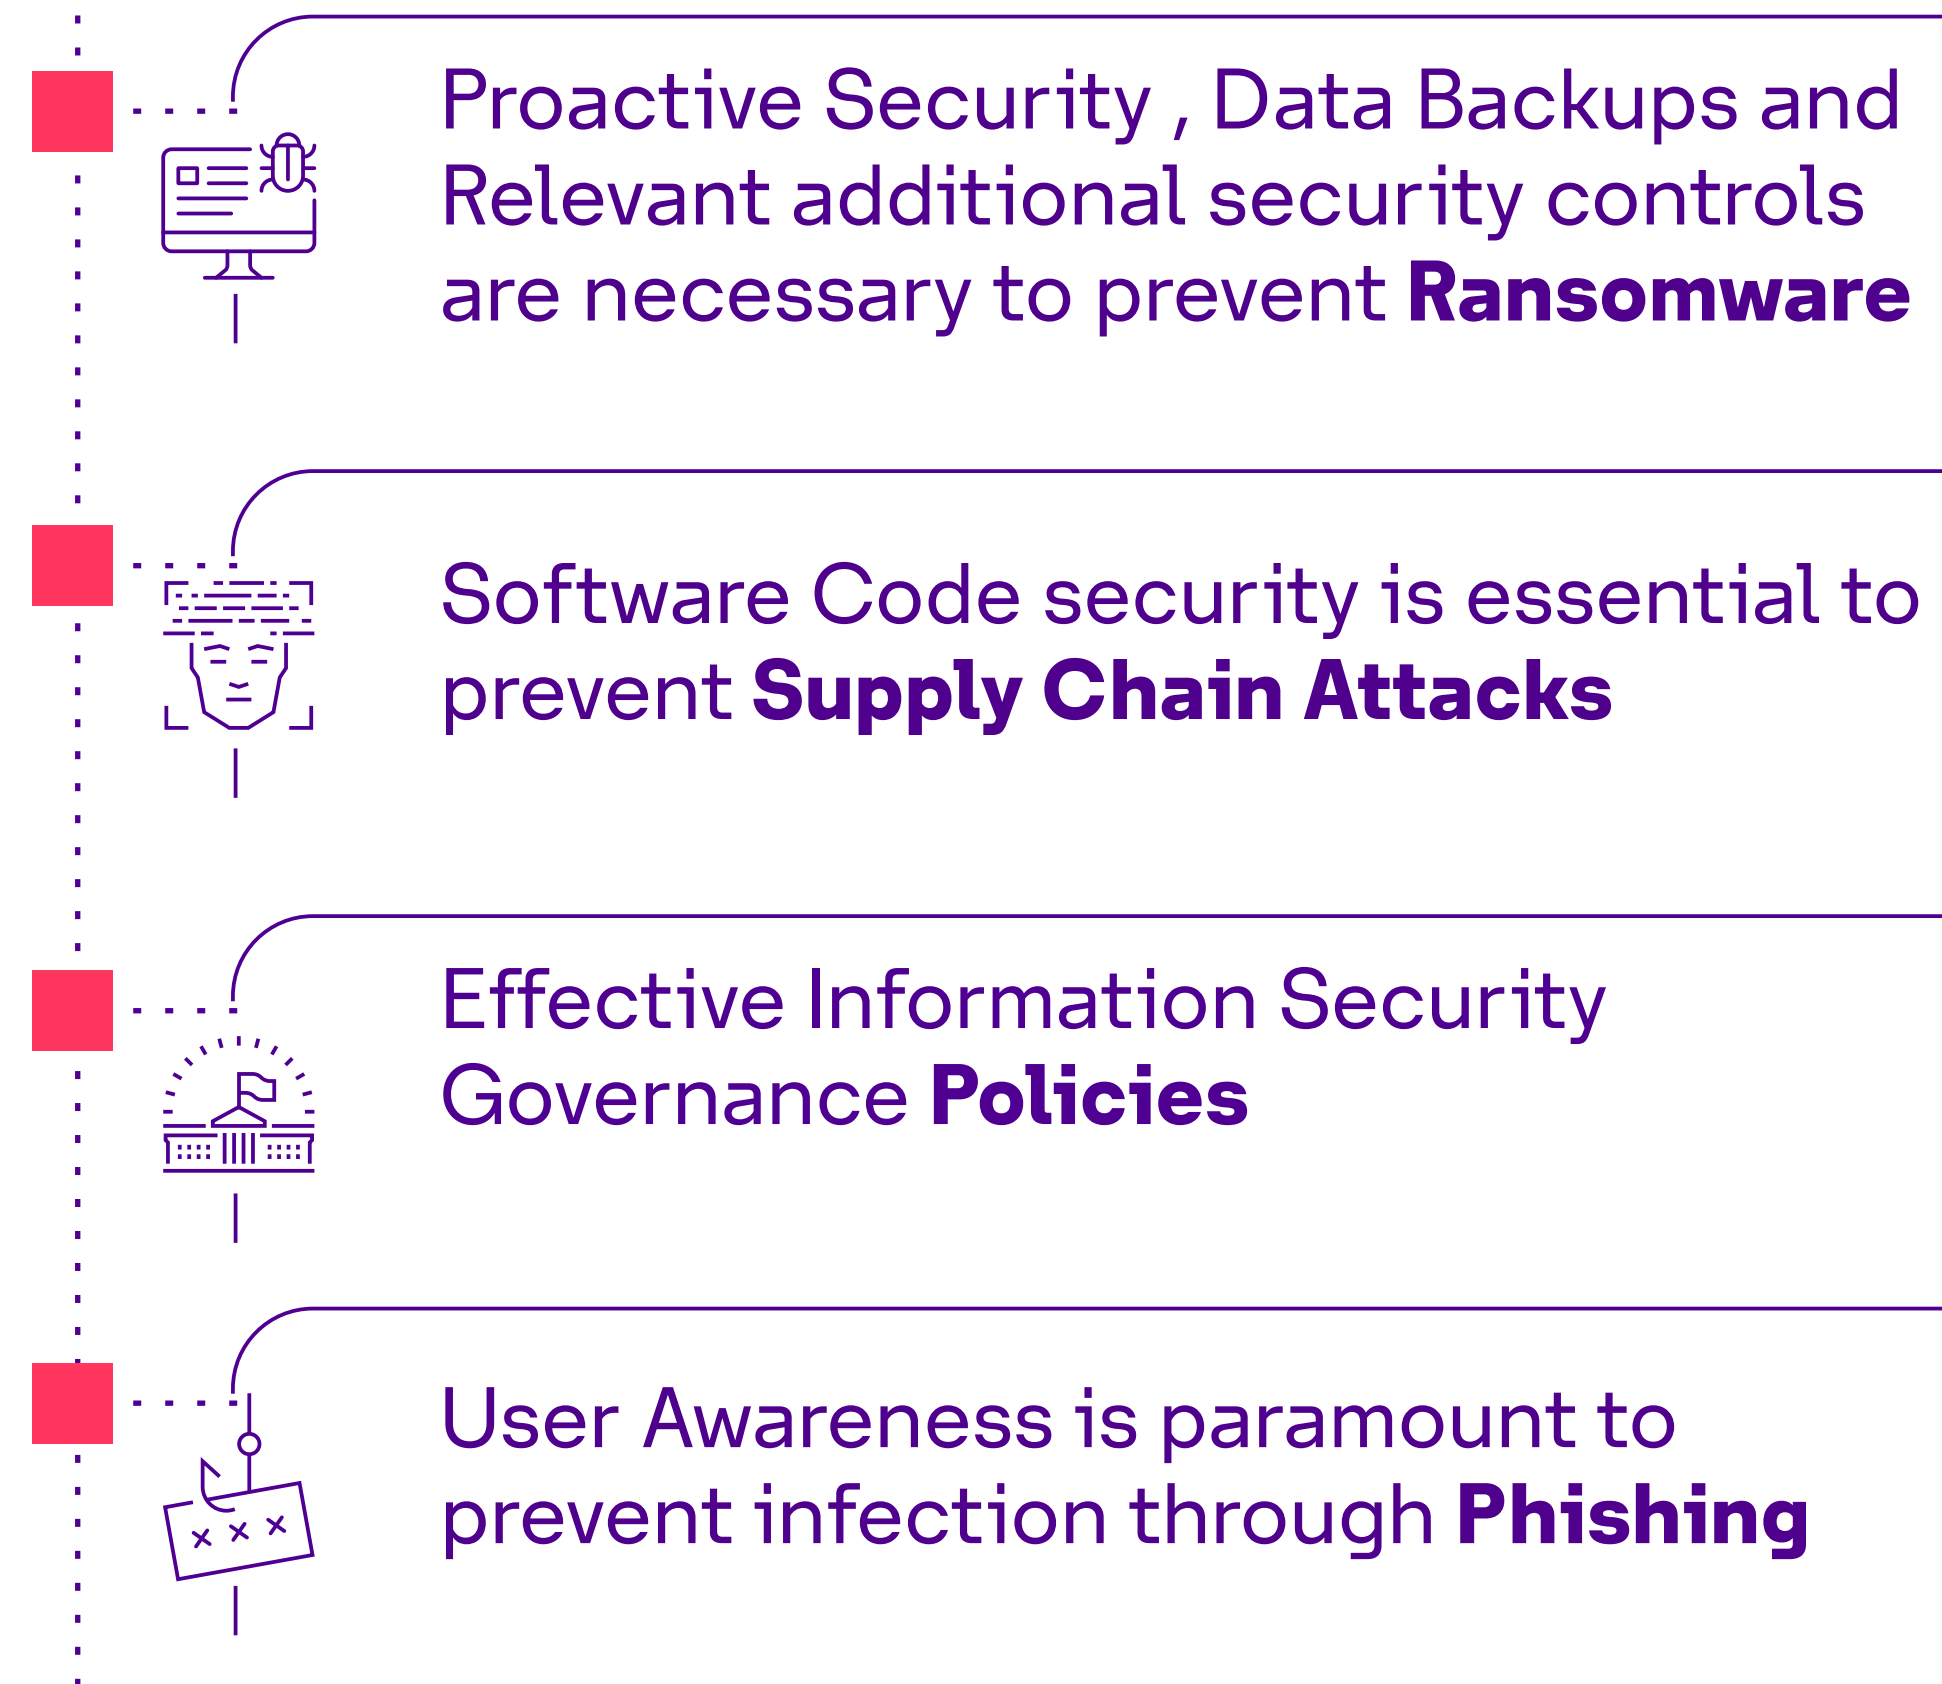 Proactive Security , Data Backups and
Relevant additional security controls
are necessary to prevent Ransomware
Software Code security is essential to
prevent Supply Chain Attacks
Effective Information Security
Governance Policies
User Awareness is paramount to
prevent infection through Phishing